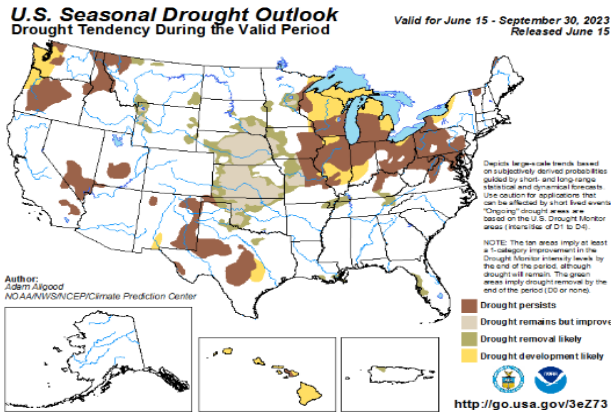 U.S. Seasonal Drought Outlook
Drought Tendency During the Valid Period
Valid for June 15 - September 30, 2023
Released June 15
Depicts large-scale trends based
on subjectively derived probabilities
guided by short- and long-range
statistical and dynamical forecasts.
Use caution for applications that
can be affected by short lived events.
"Ongoing" drought areas are
based on the U.S. Drought Monitor
areas (intensities of D1 to D4).
NOTE: The tan areas imply at least
a 1-category improvement in the
Drought Monitor intensity levels by
the end of the period, although
drought will remain. The green
areas imply drought removal by the
end of the period (D0 or none).
Author:
Adam Allgood
NOAA/NWS/NCEP/Climate Prediction Center
Drought persists
Drought remains but improve
Drought removal likely
Drought development likely
http://go.usa.gov/3eZ73